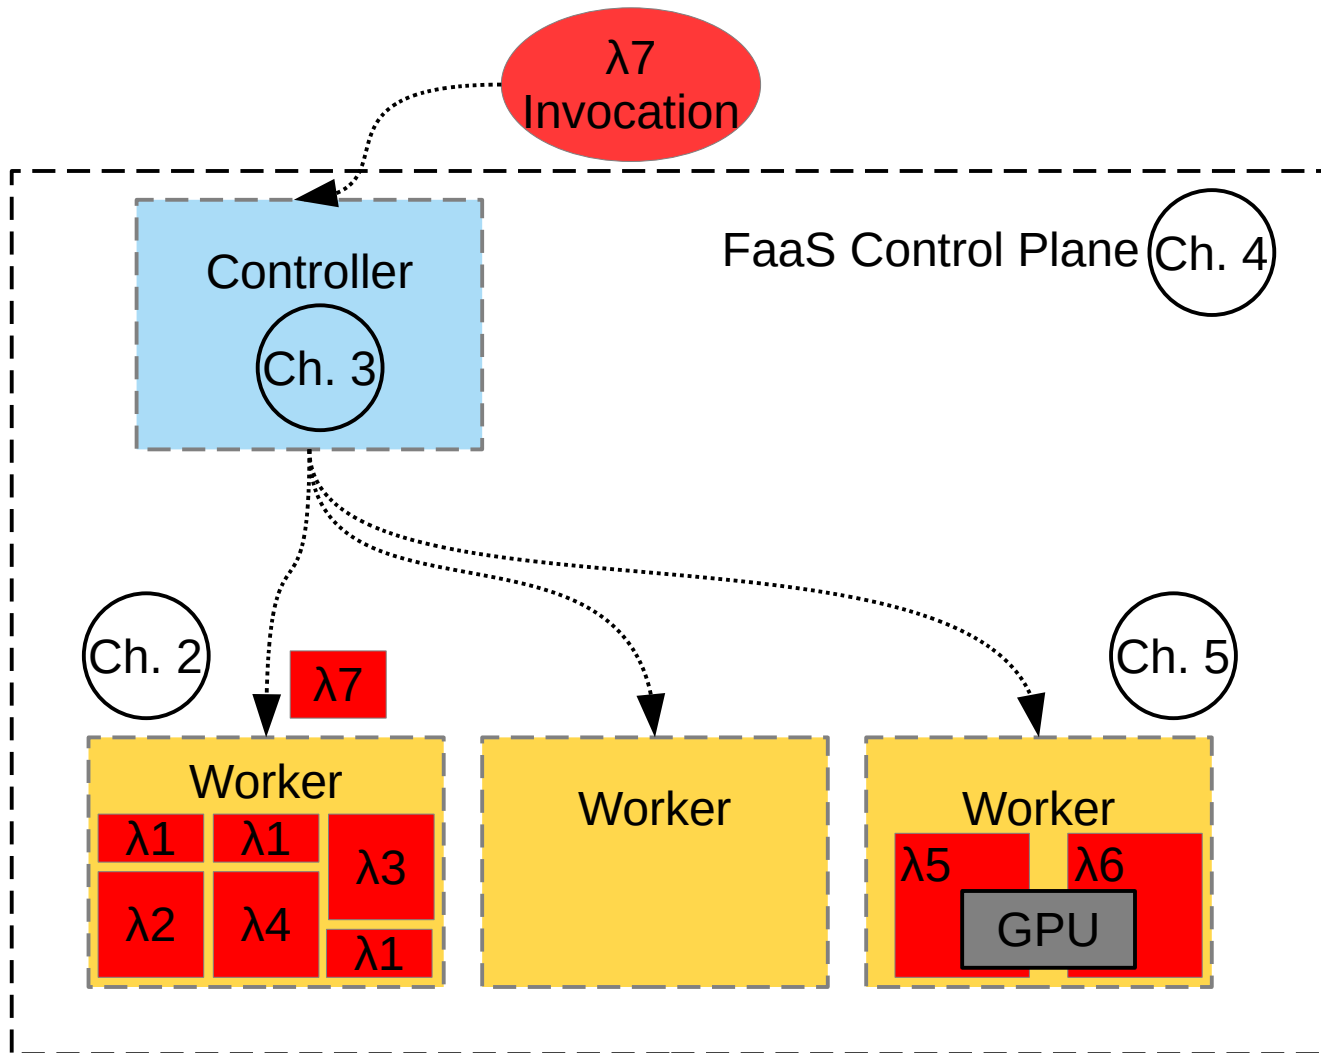 λ7
Invocation
FaaS Control Plane
Ch. 4
Controller
Ch. 3
Ch. 2
λ7
Ch. 5
Worker
λ1
λ1
λ3
λ2
λ4
λ1
Worker
Worker
λ5
λ6
GPU